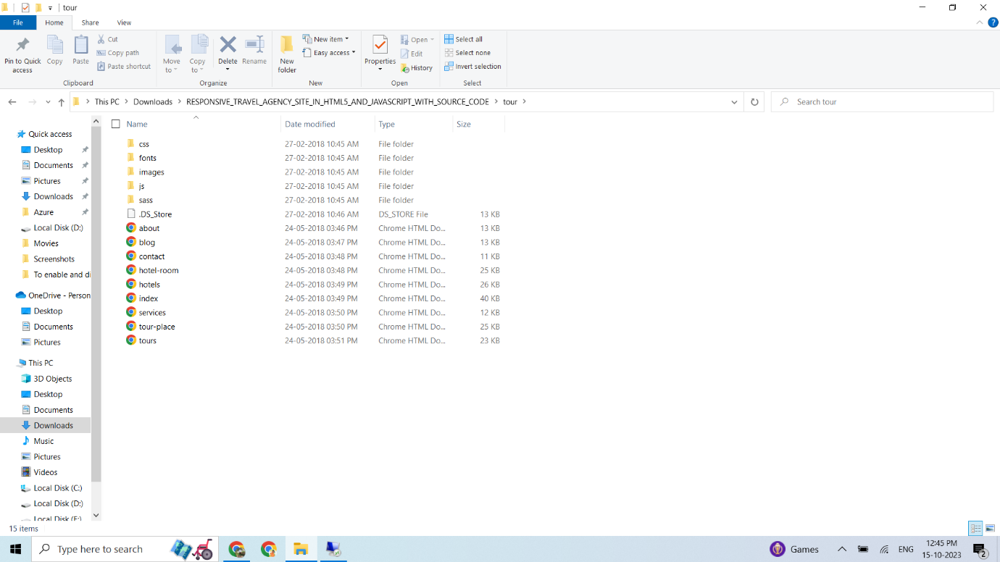 tour
File Home Share View
Pin to Quick access
Copy
Paste
Cut
Copy path
Paste shortcut
Clipboard
Move to
Copy to
Delete
Rename
Organize
New folder
New item
Easy access
New
Properties
Open
Edit
History
Open
Select all
Select none
Invert selection
Select
This PC > Downloads > RESPONSIVE_TRAVEL_AGENCY_SITE_IN_HTML5_AND_JAVASCRIPT_WITH_SOURCE_CODE > tour >
Search tour
Quick access
Desktop
Documents
Pictures
Downloads
Azure
Local Disk (D:)
Movies
Screenshots
To enable and di
OneDrive - Person
Desktop
Documents
Pictures
This PC
3D Objects
Desktop
Documents
Downloads
Music
Pictures
Videos
Local Disk (C:)
Local Disk (D:)
Local Disk (E:)
Name Date modified Type Size
css 27-02-2018 10:45 AM File folder
fonts 27-02-2018 10:45 AM File folder
images 27-02-2018 10:45 AM File folder
js 27-02-2018 10:45 AM File folder
sass 27-02-2018 10:45 AM File folder
.DS_Store 27-02-2018 10:46 AM DS_STORE File 13 KB
about 24-05-2018 03:46 PM Chrome HTML Do... 13 KB
blog 24-05-2018 03:47 PM Chrome HTML Do... 13 KB
contact 24-05-2018 03:48 PM Chrome HTML Do... 11 KB
hotel-room 24-05-2018 03:48 PM Chrome HTML Do... 25 KB
hotels 24-05-2018 03:49 PM Chrome HTML Do... 26 KB
index 24-05-2018 03:49 PM Chrome HTML Do... 40 KB
services 24-05-2018 03:50 PM Chrome HTML Do... 12 KB
tour-place 24-05-2018 03:50 PM Chrome HTML Do... 25 KB
tours 24-05-2018 03:51 PM Chrome HTML Do... 23 KB
15 items
Type here to search
Games
ENG
12:45 PM
15-10-2023
2